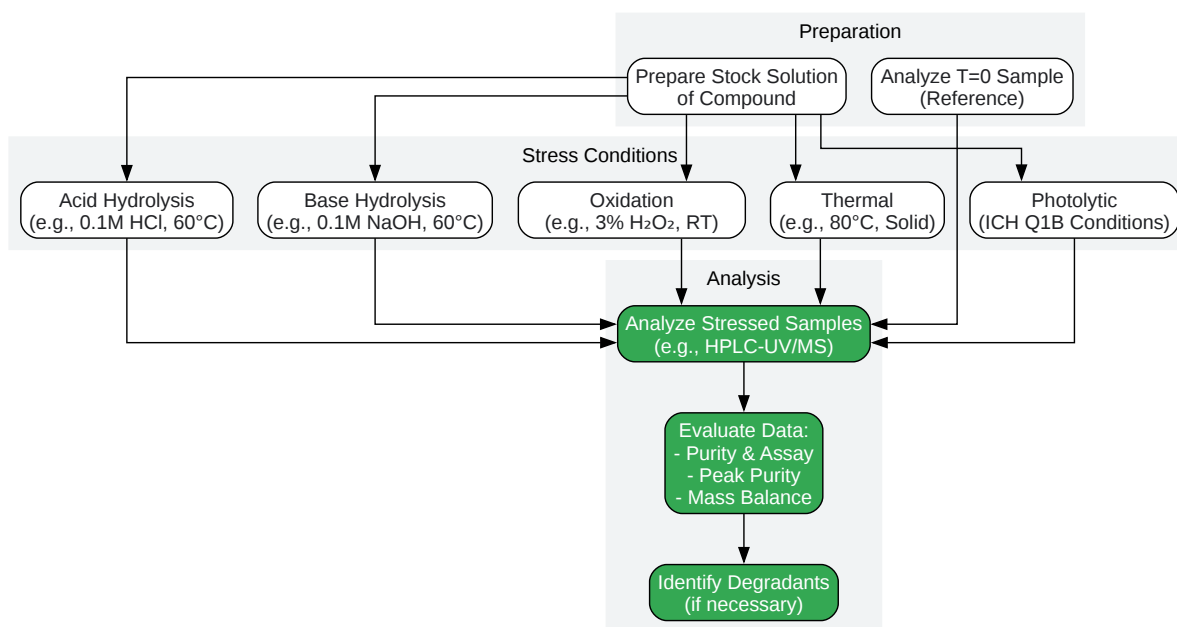 Preparation
Prepare Stock Solution
of Compound
Analyze T=0 Sample
(Reference)
Stress Conditions
Acid Hydrolysis
(e.g., 0.1M HCl, 60°C)
Base Hydrolysis
(e.g., 0.1M NaOH, 60°C)
Oxidation
(e.g., 3% H₂O₂, RT)
Thermal
(e.g., 80°C, Solid)
Photolytic
(ICH Q1B Conditions)
Analysis
Analyze Stressed Samples
(e.g., HPLC-UV/MS)
Evaluate Data:
- Purity & Assay
- Peak Purity
- Mass Balance
Identify Degradants
(if necessary)